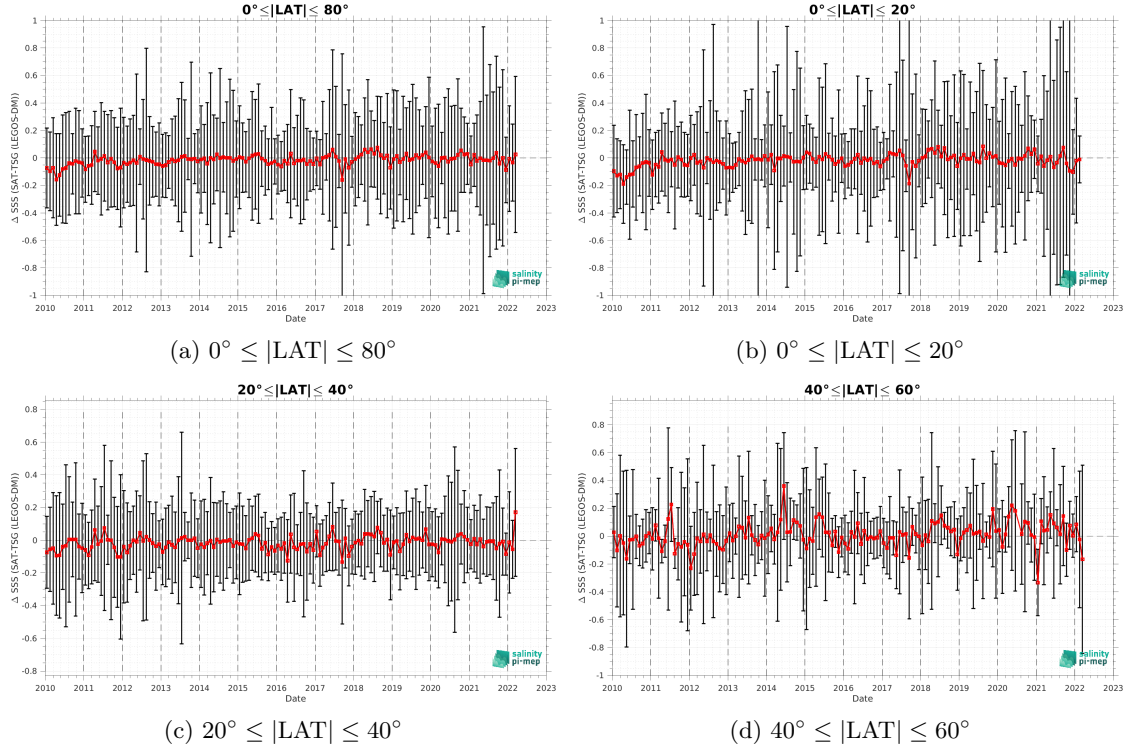 0°≤|LAT|≤ 80°
1
0.8
0.6
0.4
0.2
0
-0.2
-0.4
-0.6
-0.8
-1
Δ SSS (SAT-TSG (LEGOS-DM))
2010 2011 2012 2013 2014 2015 2016 2017 2018 2019 2020 2021 2022 2023
Date
salinity
pi-mep
(a) 0° ≤ |LAT| ≤ 80°
0°≤|LAT|≤ 20°
1
0.8
0.6
0.4
0.2
0
-0.2
-0.4
-0.6
-0.8
-1
Δ SSS (SAT-TSG (LEGOS-DM))
2010 2011 2012 2013 2014 2015 2016 2017 2018 2019 2020 2021 2022 2023
Date
salinity
pi-mep
(b) 0° ≤ |LAT| ≤ 20°
20°≤|LAT|≤ 40°
0.8
0.6
0.4
0.2
0
-0.2
-0.4
-0.6
-0.8
Δ SSS (SAT-TSG (LEGOS-DM))
2010 2011 2012 2013 2014 2015 2016 2017 2018 2019 2020 2021 2022 2023
Date
salinity
pi-mep
(c) 20° ≤ |LAT| ≤ 40°
40°≤|LAT|≤ 60°
0.8
0.6
0.4
0.2
0
-0.2
-0.4
-0.6
-0.8
-1
Δ SSS (SAT-TSG (LEGOS-DM))
2010 2011 2012 2013 2014 2015 2016 2017 2018 2019 2020 2021 2022 2023
Date
salinity
pi-mep
(d) 40° ≤ |LAT| ≤ 60°